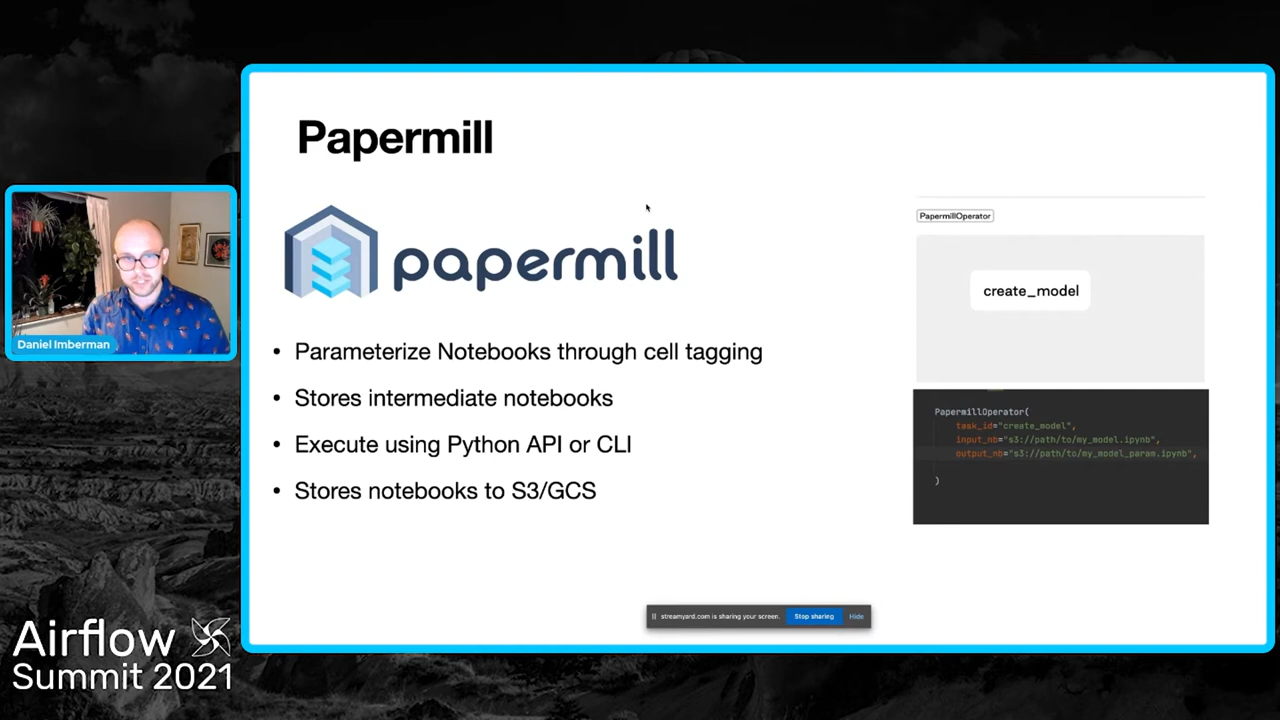 Papermill
papermill
• Parameterize Notebooks through cell tagging
• Stores intermediate notebooks
• Execute using Python API or CLI
• Stores notebooks to S3/GCS
PapermillOperator
create_model
PapermillOperator(
task_id="create_model",
input_nb="s3://path/to/my_model.ipynb",
output_nb="s3://path/to/my_model_param.ipynb",
)
Daniel Imberman
streamyard.com is sharing your screen. Stop sharing Hide
Airflow
Summit 2021